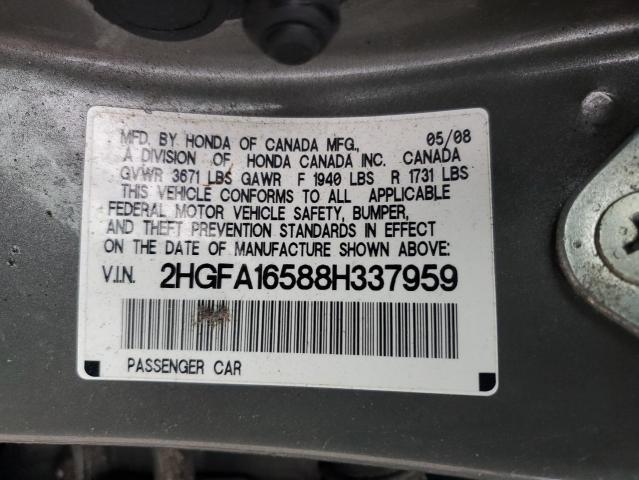 MFD. BY HONDA OF CANADA MFG., 05/08
A DIVISION OF HONDA CANADA INC. CANADA
GVWR 3671 LBS GAWR F 1940 LBS R 1731 LBS
THIS VEHICLE CONFORMS TO ALL APPLICABLE
FEDERAL MOTOR VEHICLE SAFETY, BUMPER,
AND THEFT PREVENTION STANDARDS IN EFFECT
ON THE DATE OF MANUFACTURE SHOWN ABOVE:
V.I.N. 2HGFA16588H337959
PASSENGER CAR